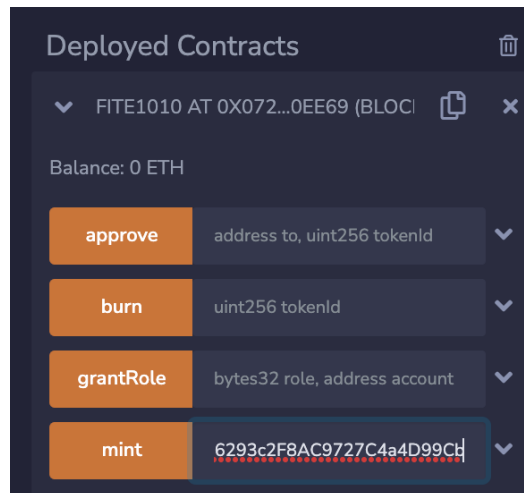 Deployed Contracts
FITE1010 AT 0X072...0EE69 (BLOC
Balance: 0 ETH
approve address to, uint256 tokenId
burn uint256 tokenId
grantRole bytes32 role, address account
mint 6293c2F8AC9727C4a4D99Cb